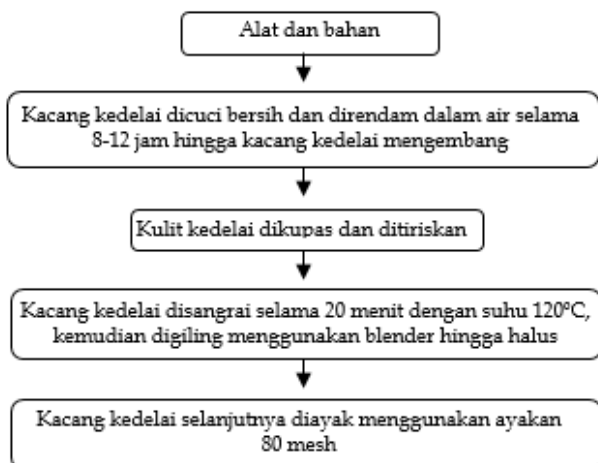 Alat dan bahan
Kacang kedelai dicuci bersih dan direndam dalam air selama
8-12 jam hingga kacang kedelai mengembang
Kulit kedelai dikupas dan ditiriskan
Kacang kedelai disangrai selama 20 menit dengan suhu 120°C,
kemudian digiling menggunakan blender hingga halus
Kacang kedelai selanjutnya diayak menggunakan ayakan
80 mesh